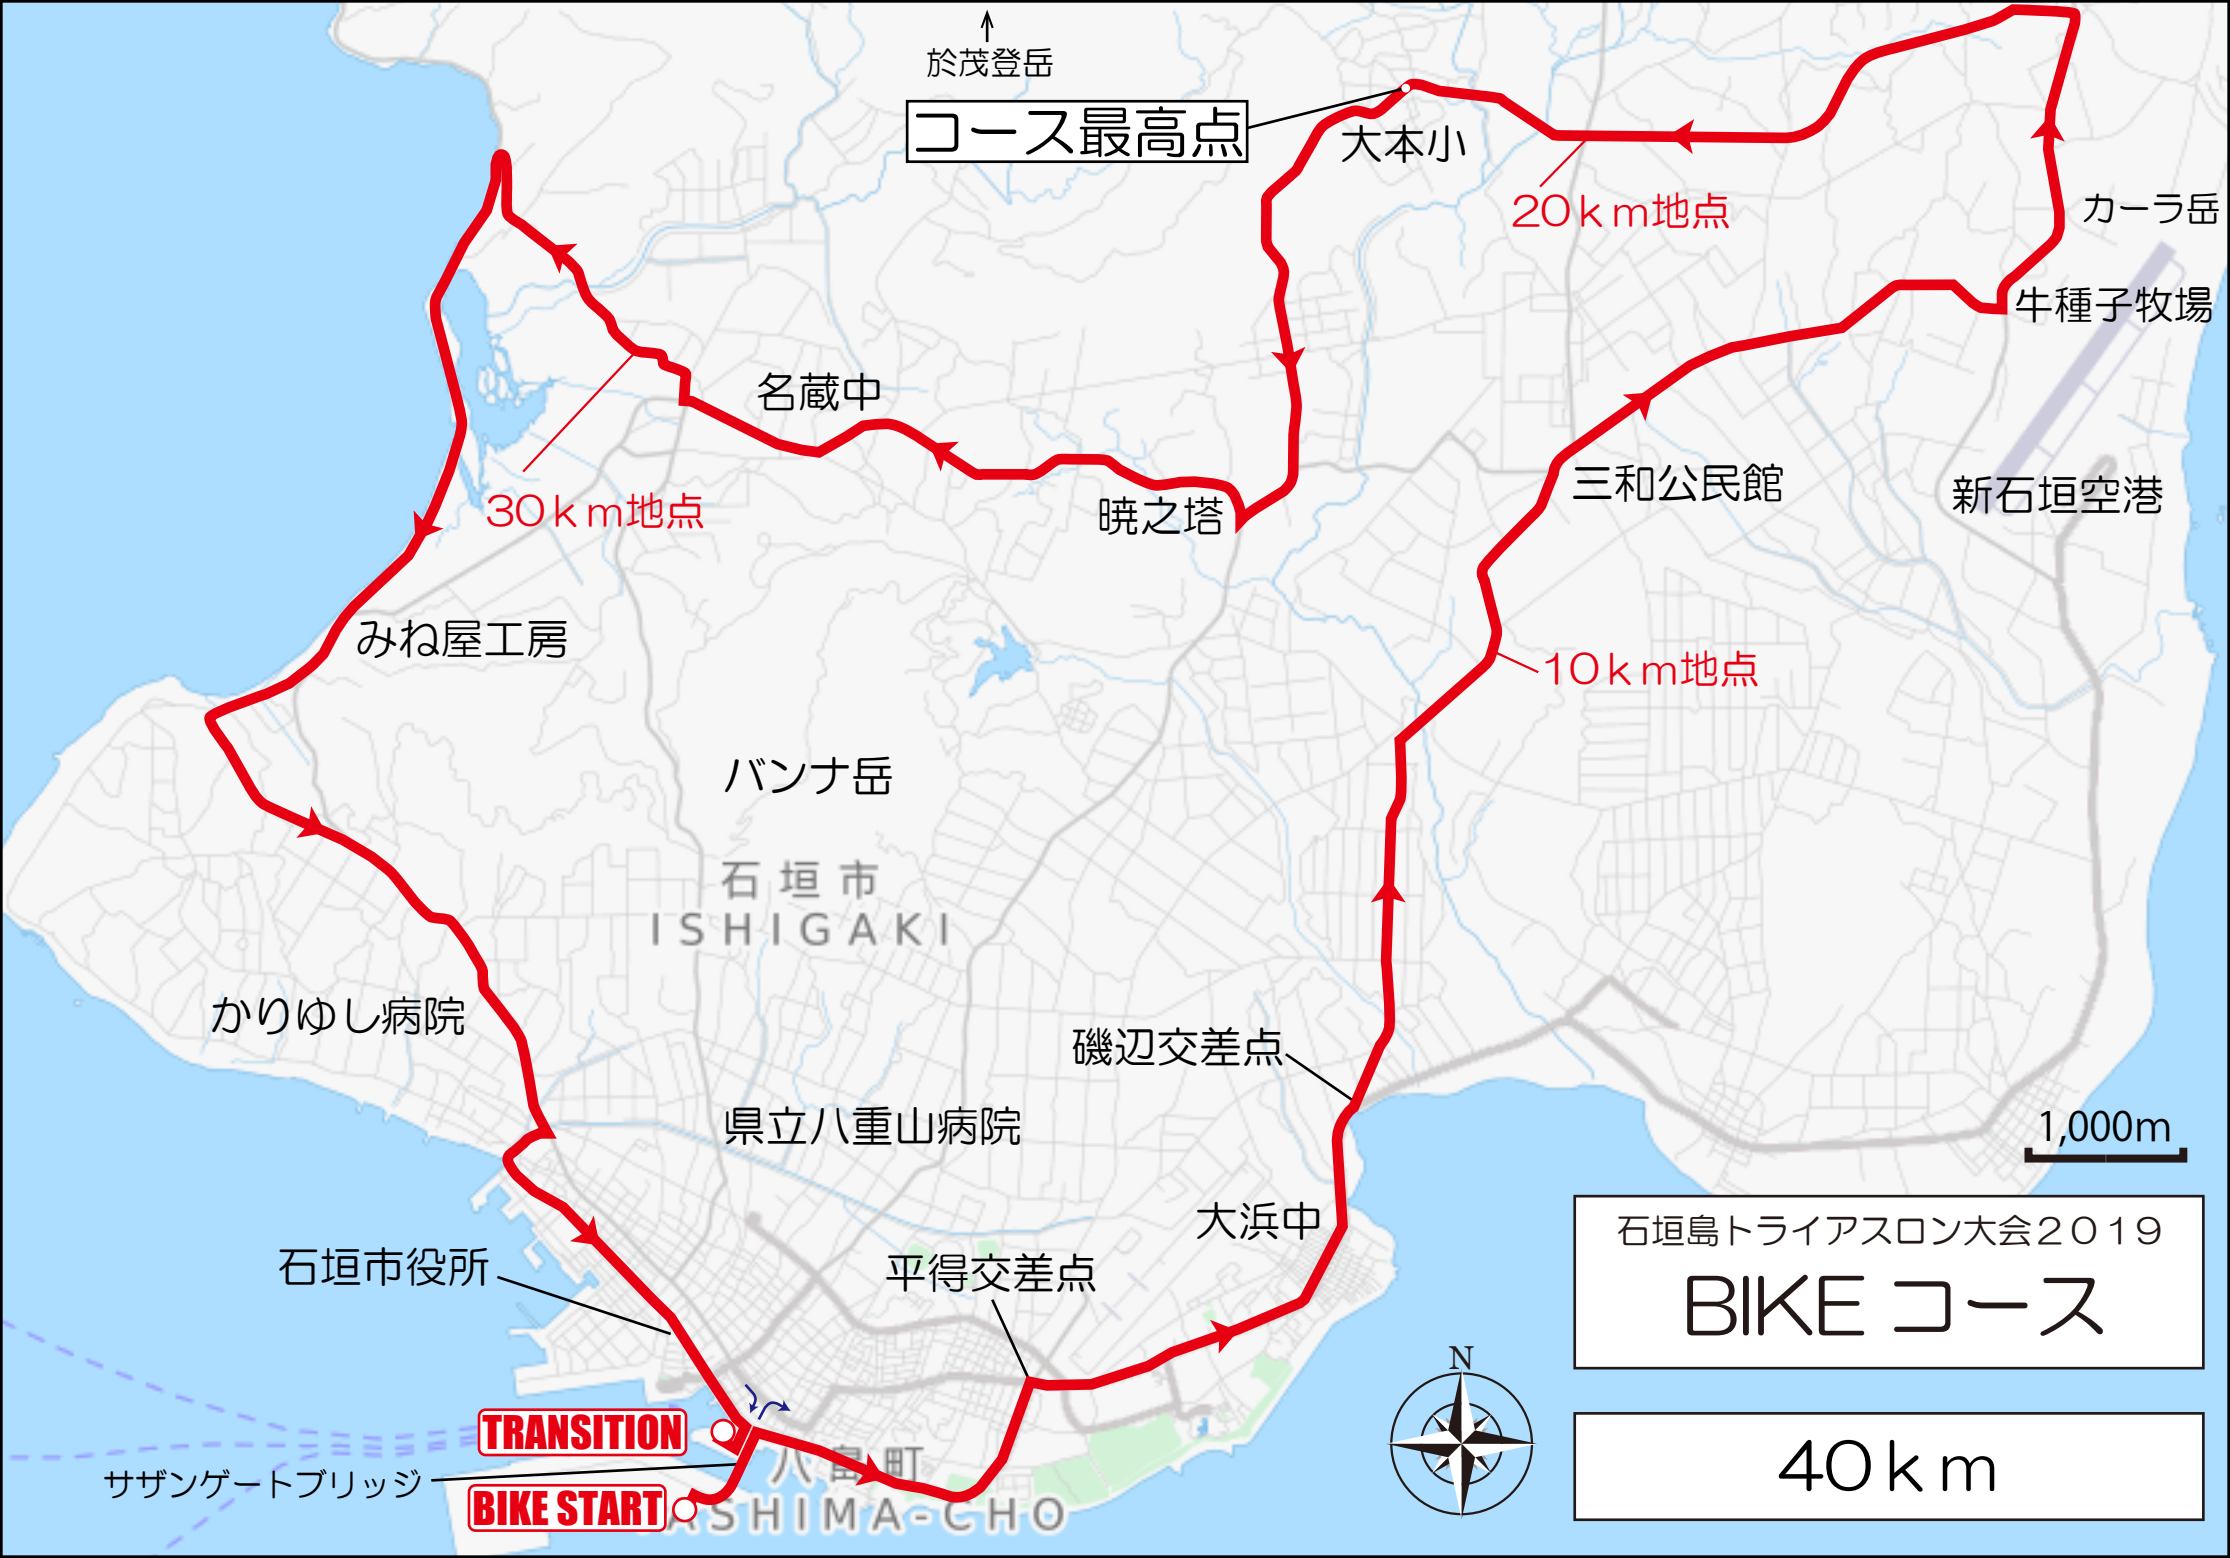 於茂登岳
コース最高点
大本小
20km地点
カーラ岳
牛種子牧場
名蔵中
30km地点
暁之塔
三和公民館
新石垣空港
みね屋工房
10km地点
バンナ岳
石垣市
ISHIGAKI
かりゆし病院
磯辺交差点
県立八重山病院
1,000m
大浜中
石垣市役所
平得交差点
石垣島トライアスロン大会2019
BIKE コース
N
TRANSITION
八島町
サザンゲートブリッジ
BIKE START
ASHIMA-CHO
40km